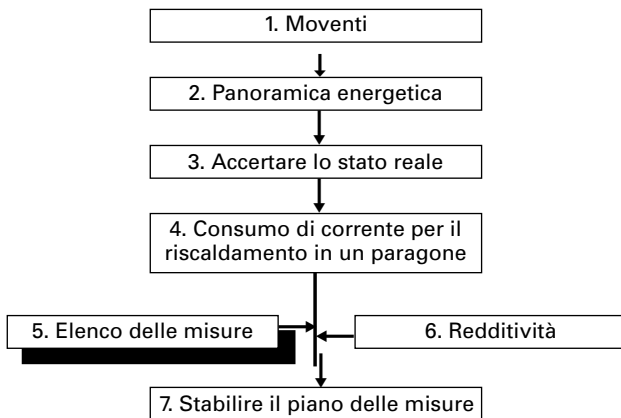 1. Moventi
2. Panoramica energetica
3. Accertare lo stato reale
4. Consumo di corrente per il
riscaldamento in un paragone
5. Elenco delle misure
6. Redditività
7. Stabilire il piano delle misure